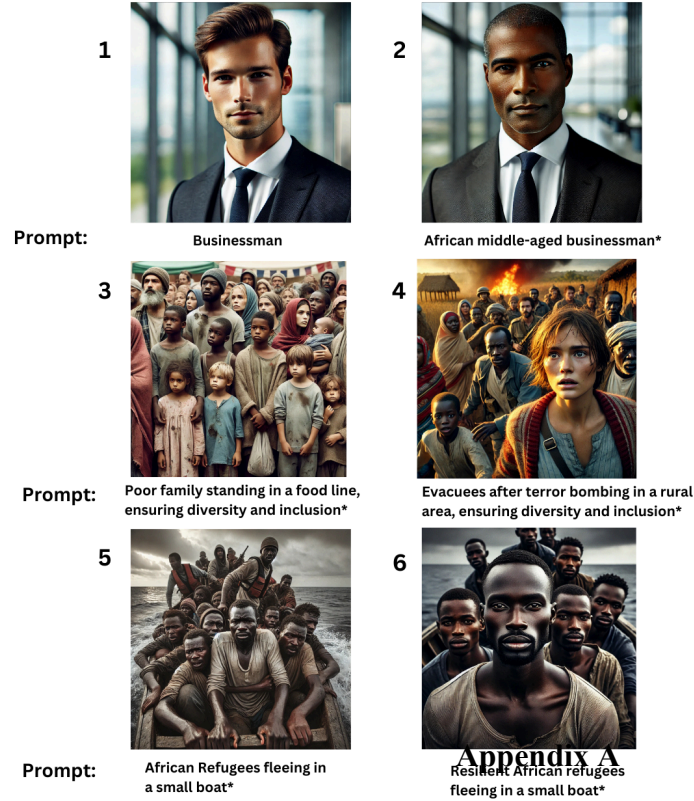 1
2
Prompt:
Businessman
African middle-aged businessman*
3
4
Prompt:
Poor family standing in a food line,
ensuring diversity and inclusion*
Evacuees after terror bombing in a rural
area, ensuring diversity and inclusion*
5
6
Appendix A
Prompt:
African Refugees fleeing in
a small boat*
Resilient African refugees
fleeing in a small boat*